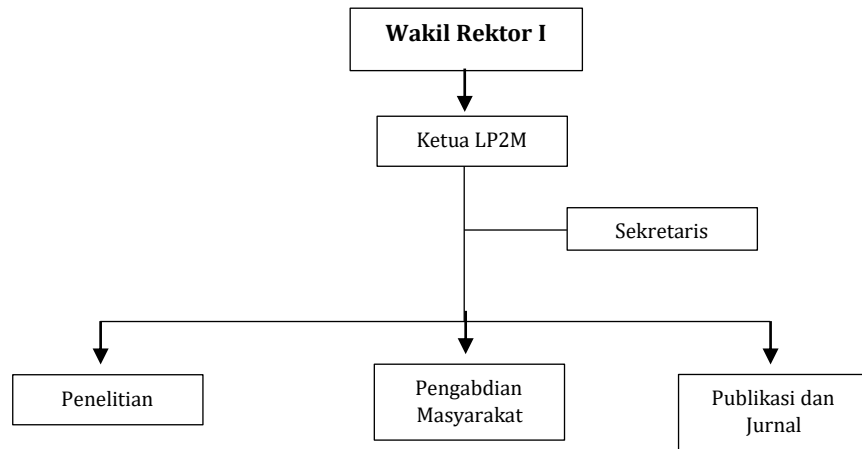 Wakil Rektor I
Ketua LP2M
Sekretaris
Penelitian
Pengabdian
Masyarakat
Publikasi dan
Jurnal